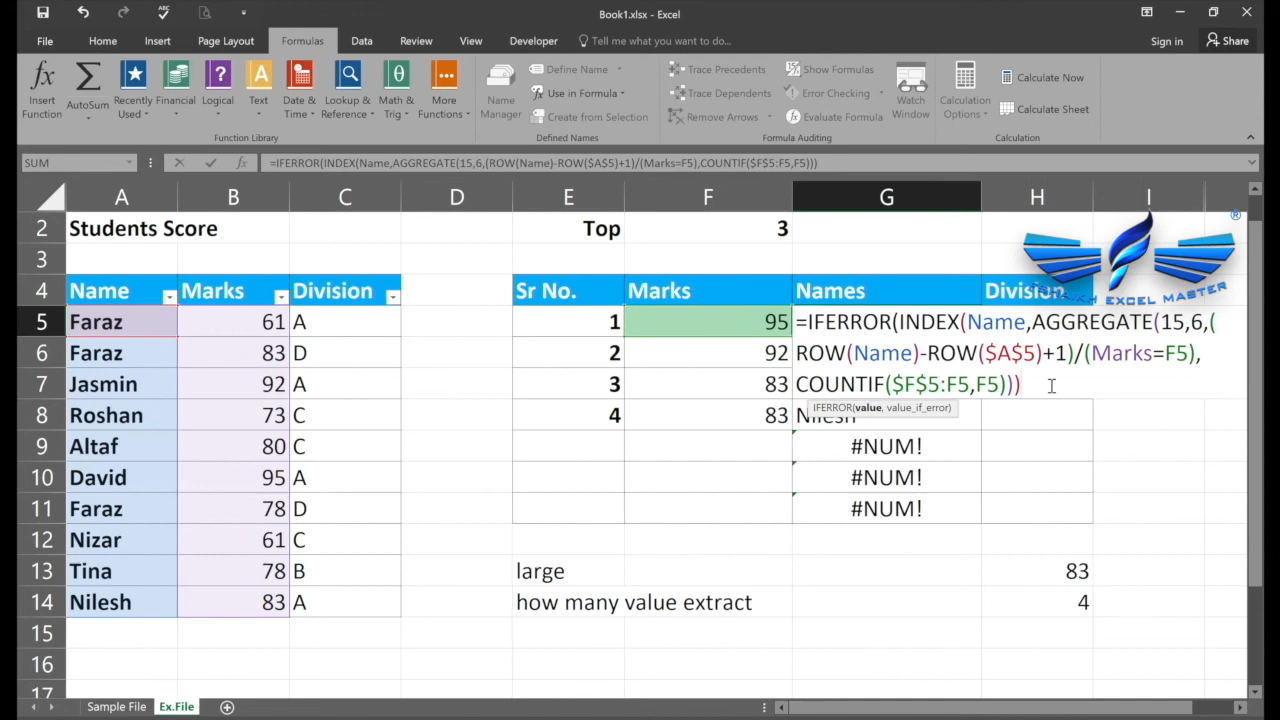 Book1.xlsx - Excel
File Home Insert Page Layout Formulas Data Review View Developer Tell me what you want to do... Sign in Share
Insert Function
AutoSum
Recently Used
Financial
Logical
Text
Date & Time
Lookup & Reference
Math & Trig
More Functions
Function Library
Name Manager
Define Name
Use in Formula
Create from Selection
Defined Names
Trace Precedents
Trace Dependents
Remove Arrows
Show Formulas
Error Checking
Evaluate Formula
Formula Auditing
Watch Window
Calculation Options
Calculate Now
Calculate Sheet
Calculation
SUM fx =IFERROR(INDEX(Name,AGGREGATE(15,6,(ROW(Name)-ROW($A$5)+1)/(Marks=F5),COUNTIF($F$5:F5,F5)))
A B C D E F G H I
2 Students Score Top 3
3
4 Name Marks Division Sr No. Marks Names Division
5 Faraz 61 A 1 95 =IFERROR(INDEX(Name,AGGREGATE(15,6,(
6 Faraz 83 D 2 92 ROW(Name)-ROW($A$5)+1)/(Marks=F5),
7 Jasmin 92 A 3 83 COUNTIF($F$5:F5,F5)))
IFERROR(value, value_if_error)
8 Roshan 73 C 4 83 Nilesh
9 Altaf 80 C #NUM!
10 David 95 A #NUM!
11 Faraz 78 D #NUM!
12 Nizar 61 C
13 Tina 78 B large 83
14 Nilesh 83 A how many value extract 4
15
16
17
Sample File Ex.File
EXCEL MASTER
®